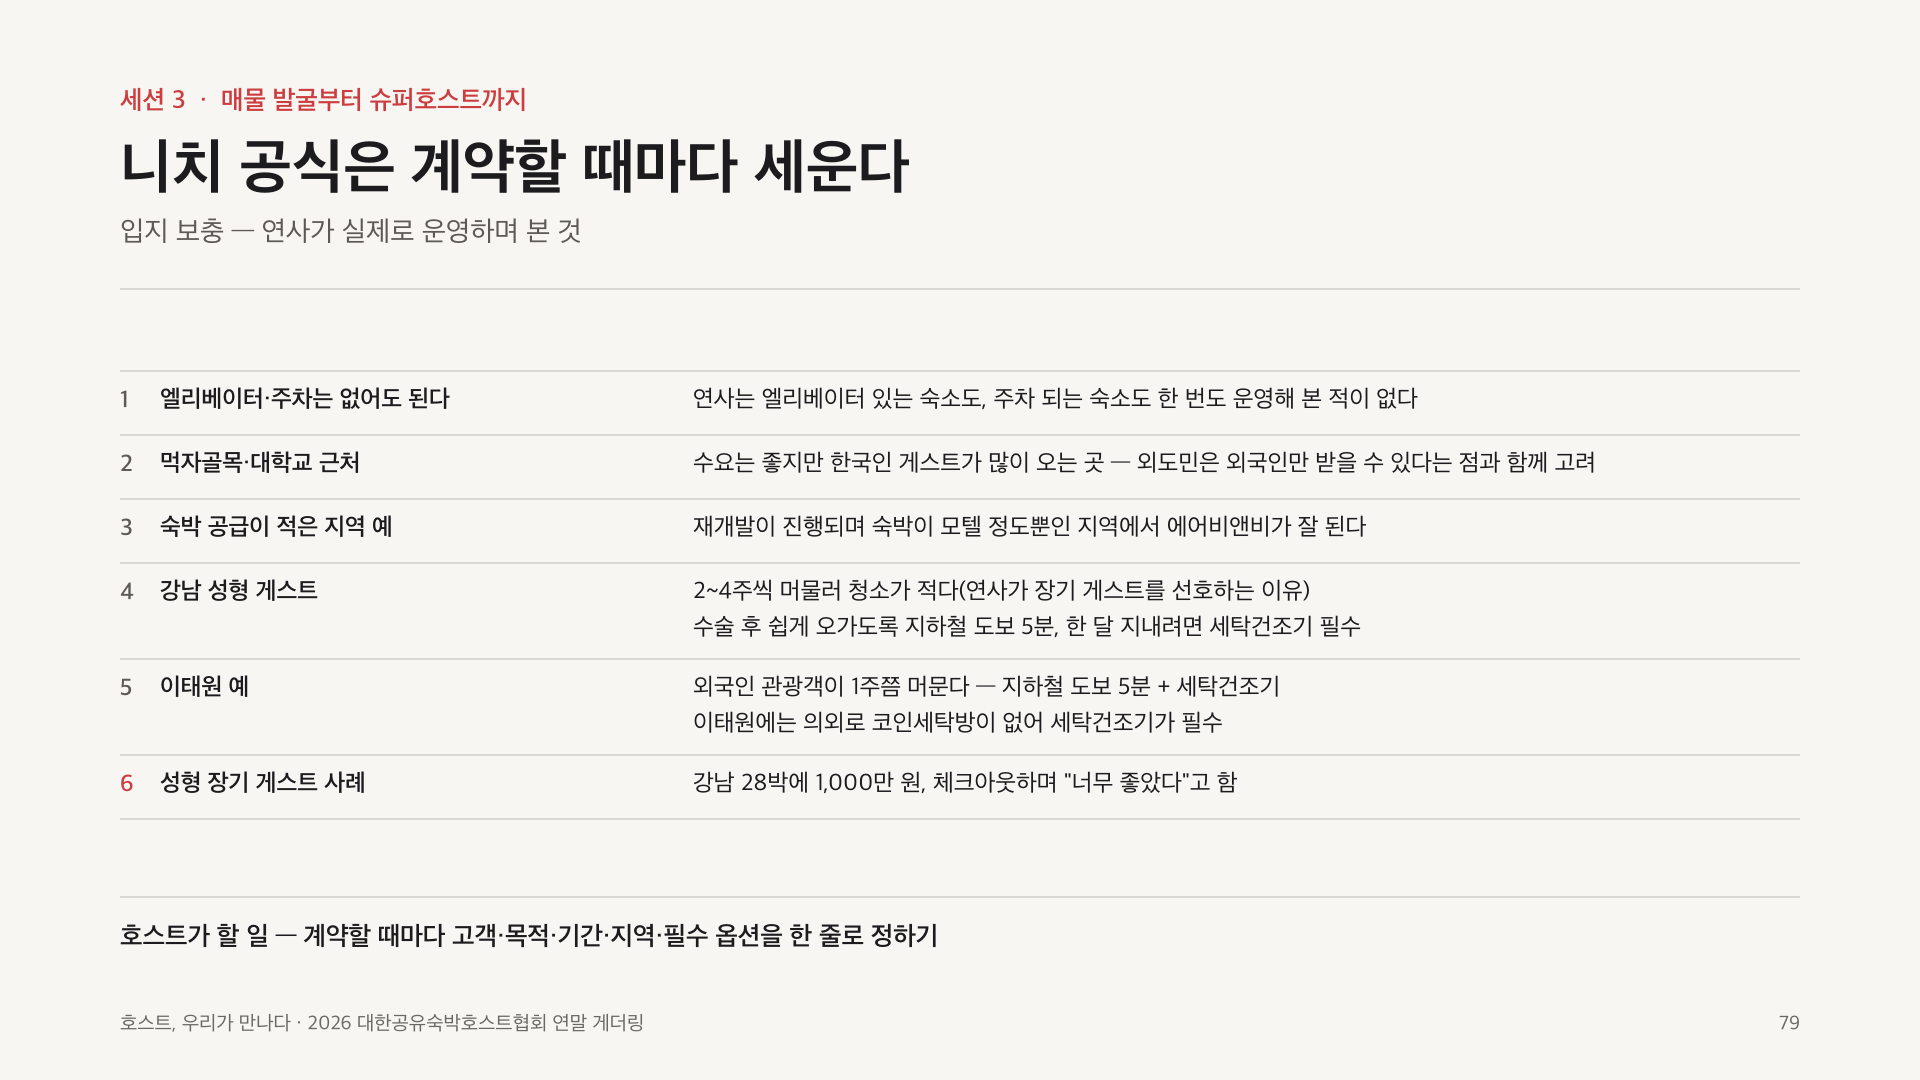 세션 3 · 매물 발굴부터 슈퍼호스트까지
니치 공식은 계약할 때마다 세운다
입지 보충 — 연사가 실제로 운영하며 본 것
1 엘리베이터·주차는 없어도 된다 연사는 엘리베이터 있는 숙소도, 주차 되는 숙소도 한 번도 운영해 본 적이 없다
2 먹자골목·대학교 근처 수요는 좋지만 한국인 게스트가 많이 오는 곳 — 외도민은 외국인만 받을 수 있다는 점과 함께 고려
3 숙박 공급이 적은 지역 예 재개발이 진행되며 숙박이 모텔 정도뿐인 지역에서 에어비앤비가 잘 된다
4 강남 성형 게스트 2~4주씩 머물러 청소가 적다(연사가 장기 게스트를 선호하는 이유)
수술 후 쉽게 오가도록 지하철 도보 5분, 한 달 지내려면 세탁건조기 필수
5 이태원 예 외국인 관광객이 1주쯤 머문다 — 지하철 도보 5분 + 세탁건조기
이태원에는 의외로 코인세탁방이 없어 세탁건조기가 필수
6 성형 장기 게스트 사례 강남 28박에 1,000만 원, 체크아웃하며 "너무 좋았다"고 함
호스트가 할 일 — 계약할 때마다 고객·목적·기간·지역·필수 옵션을 한 줄로 정하기
호스트, 우리가 만나다 · 2026 대한공유숙박호스트협회 연말 게더링
79